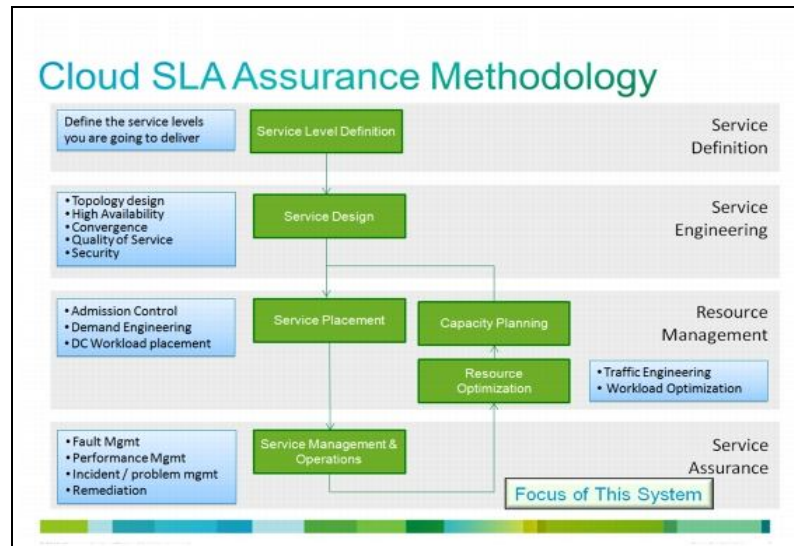 Cloud SLA Assurance Methodology
Define the service levels
you are going to deliver
Service Level Definition
Service
Definition
• Topology design
• High Availability
• Convergence
• Quality of Service
• Security
Service Design
Service
Engineering
• Admission Control
• Demand Engineering
• DC Workload placement
Service Placement
Capacity Planning
Resource
Management
Resource
Optimization
• Traffic Engineering
• Workload Optimization
• Fault Mgmt
• Performance Mgmt
• Incident / problem mgmt
• Remediation
Service Management &
Operations
Service
Assurance
Focus of This System